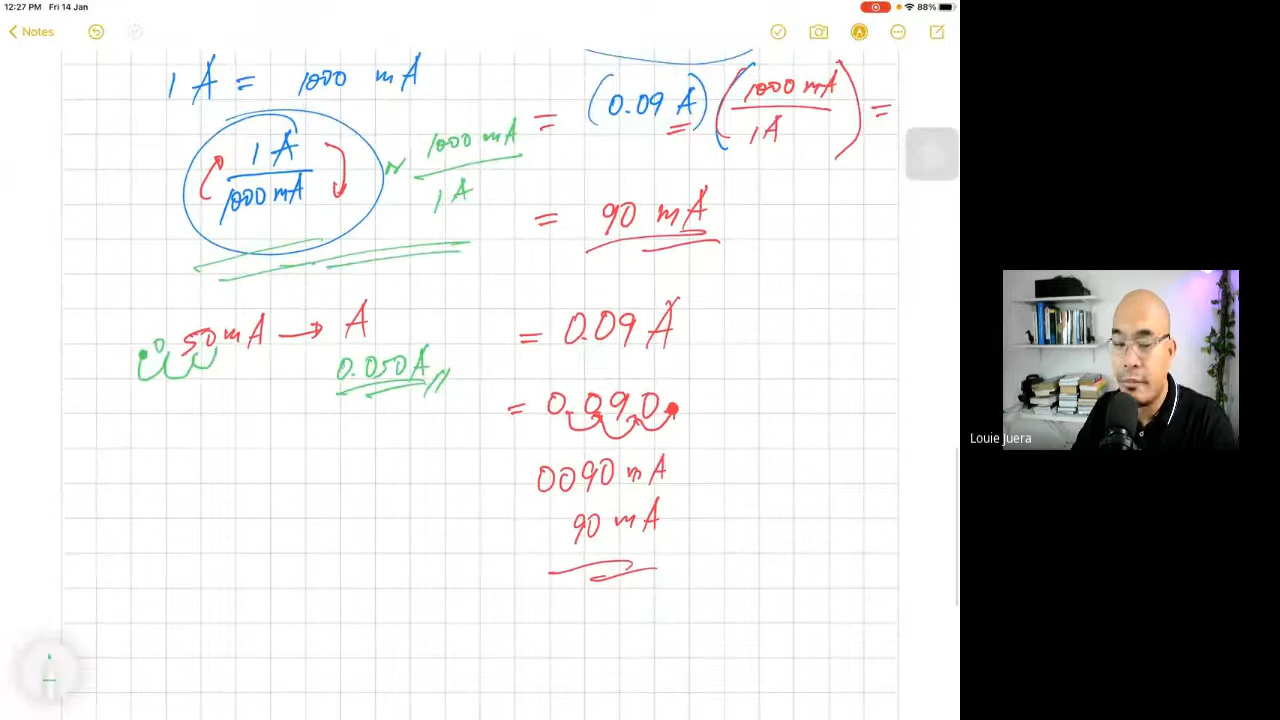 12:27 PM Fri 14 Jan
88%
Notes
1 A = 1000 mA
1 A
1000 mA
1000 mA
1 A
= (0.09 A) (1000 mA
1 A) =
= 90 mA
50 mA → A
0.050 A
= 0.09 A
= 0.090.
0090 mA
90 mA
Louie Juera